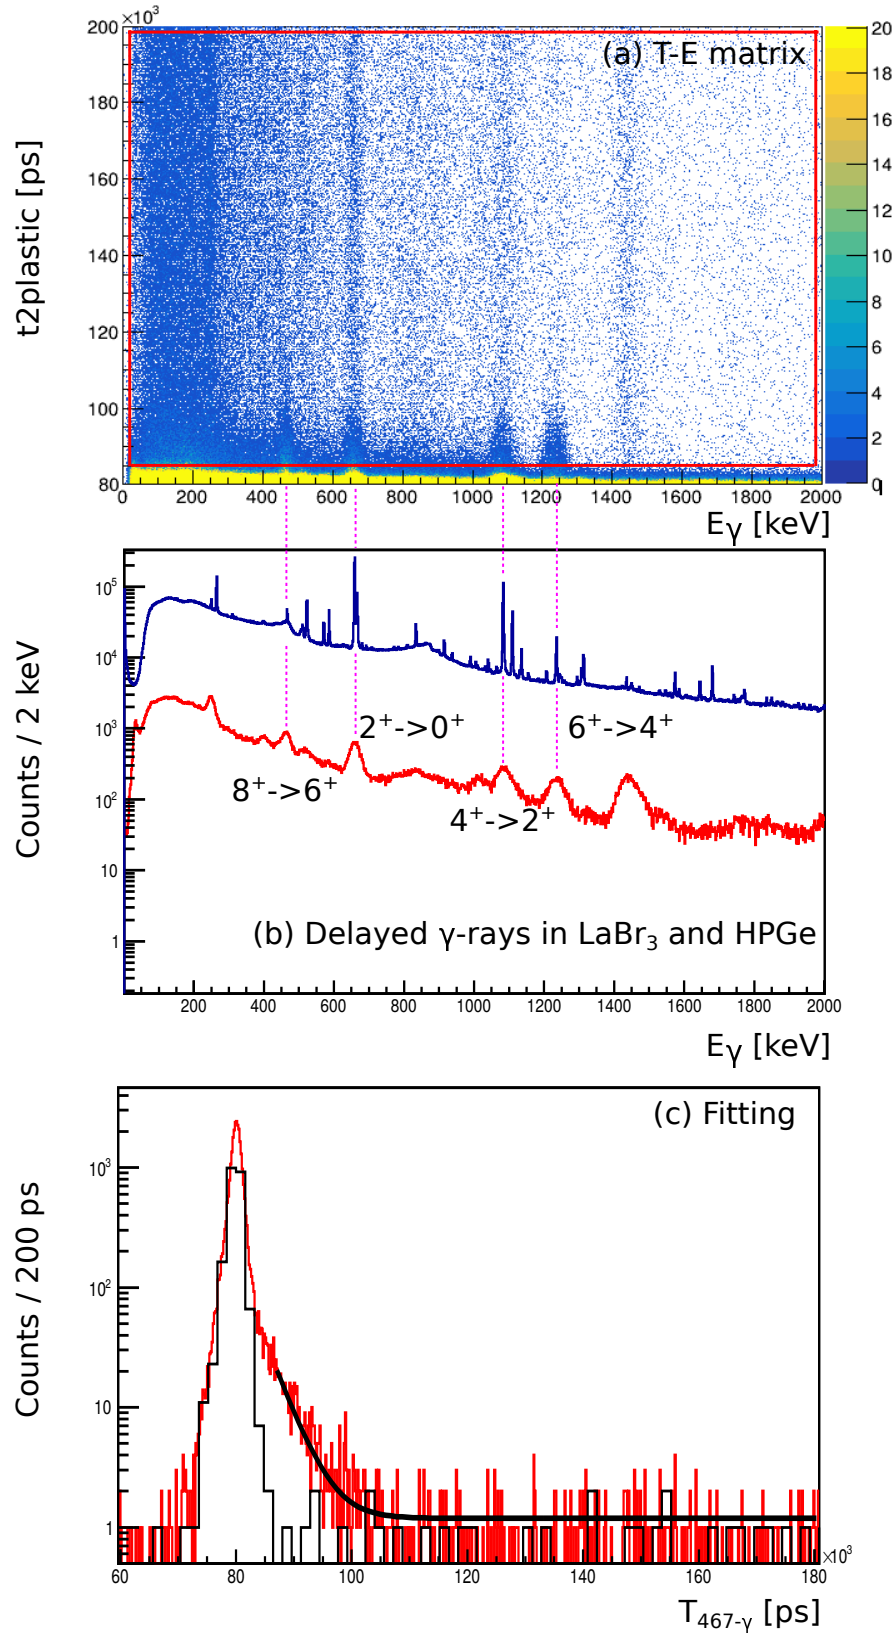 ×10³
200
180
160
140
120
100
80
t2plastic [ps]
(a) T-E matrix
20
18
16
14
12
10
8
6
4
2
0
0 200 400 600 800 1000 1200 1400 1600 1800 2000
Eγ [keV]
Counts / 2 keV
10⁵
10⁴
10³
10²
10
1
2⁺->0⁺
6⁺->4⁺
8⁺->6⁺
4⁺->2⁺
(b) Delayed γ-rays in LaBr₃ and HPGe
200 400 600 800 1000 1200 1400 1600 1800 2000
Eγ [keV]
Counts / 200 ps
(c) Fitting
10³
10²
10
1
×10³
60 80 100 120 140 160 180
T₄₆₇₋γ [ps]